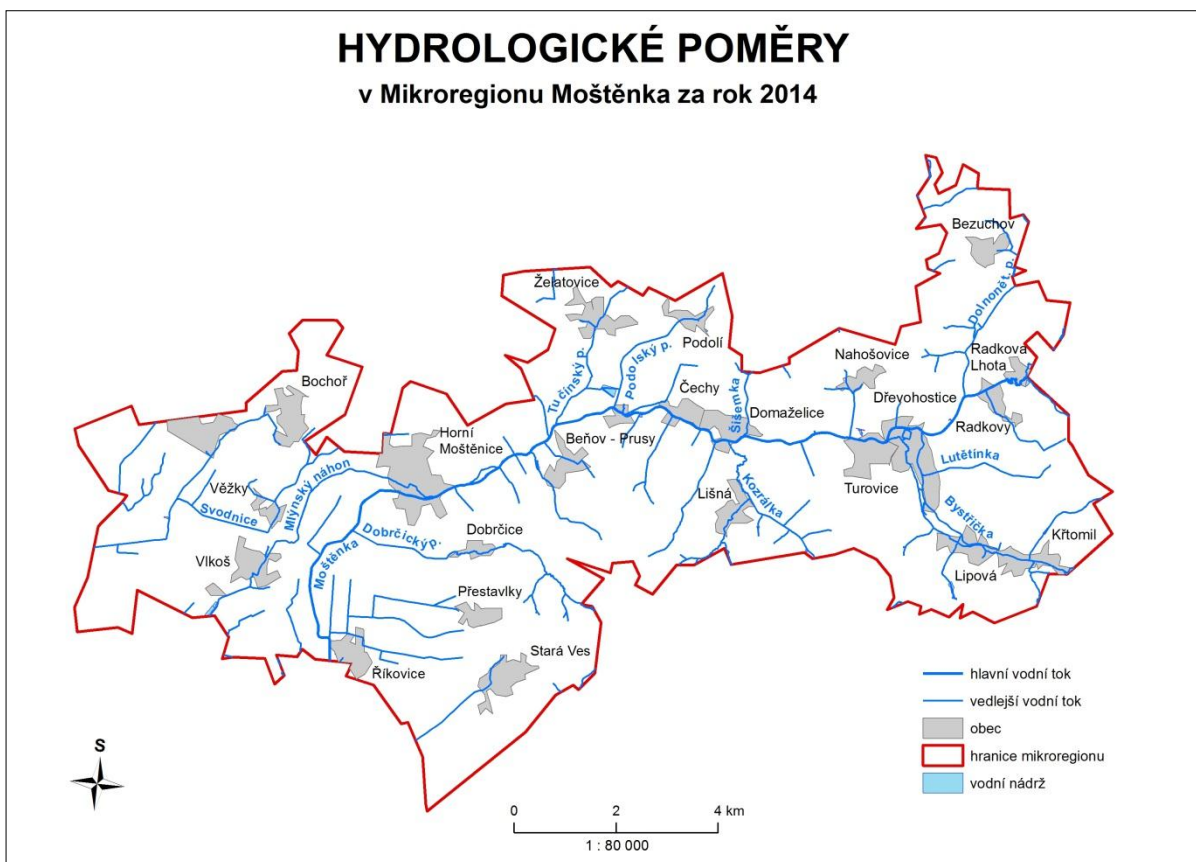 HYDROLOGICKÉ POMĚRY
v Mikroregionu Moštěnka za rok 2014
Bezuchov
Dolnonět. p.
Želatovice
Podolí
Radkova
Lhota
Nahošovice
Bochoř
Tučínský p.
Podolský p.
Čechy
Šišemka
Domaželice
Dřevohostice
Radkovy
Horní
Moštěnice
Beňov - Prusy
Lutětínka
Turovice
Věžky
Mlýnský náhon
Lišná
Kozrálka
Svodnice
Bystřička
Dobrčický p.
Dobrčice
Křtomil
Vlkoš
Moštěnka
Lipová
Přestavlky
Stará Ves
Říkovice
hlavní vodní tok
vedlejší vodní tok
obec
hranice mikroregionu
vodní nádrž
S
0 2 4 km
1 : 80 000